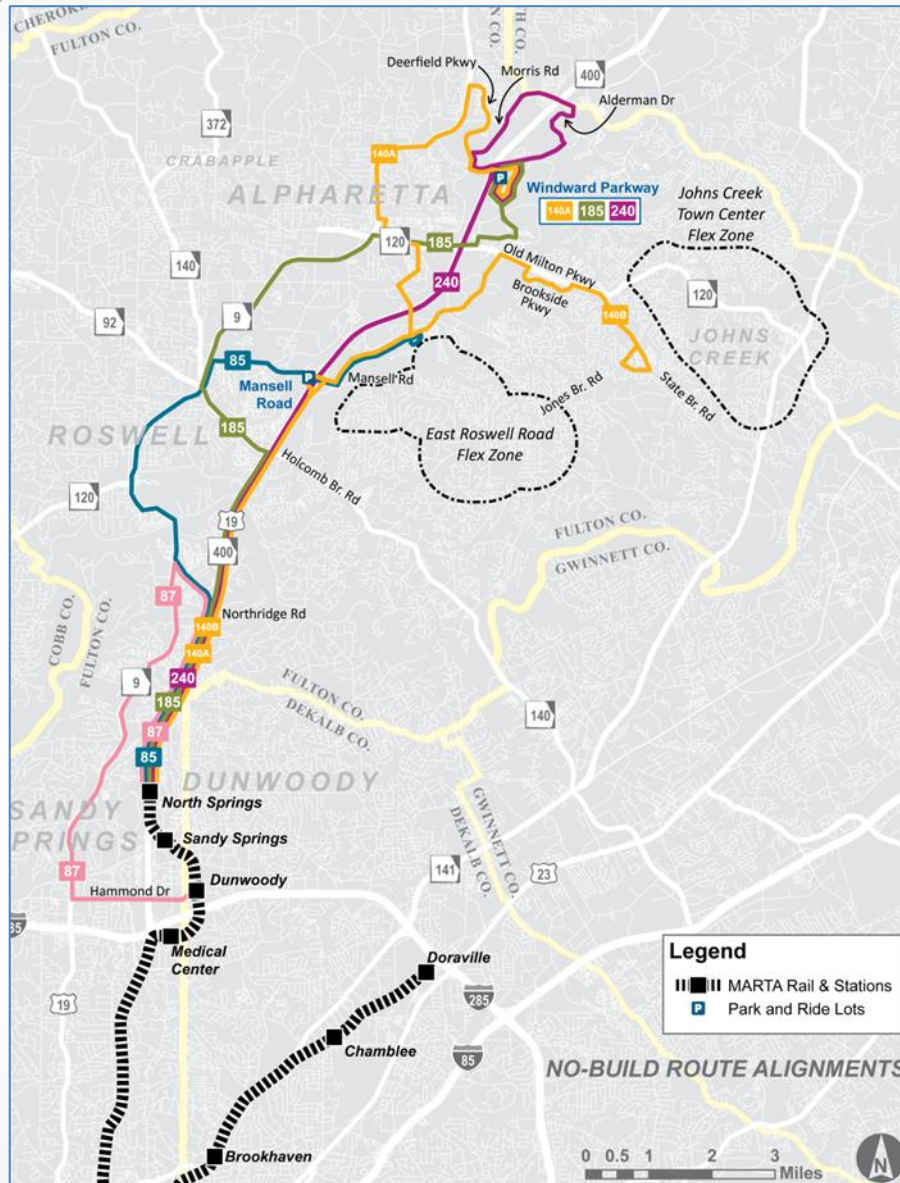 CHEROKEE
FULTON CO.
N CO.
TH CO.
Deerfield Pkwy
Morris Rd
400
Alderman Dr
372
CRABAPPLE
140A
ALPHARETTA
P
Windward Parkway
140A 185 240
Johns Creek
Town Center
Flex Zone
120
185
Old Milton Pkwy
140
240
Brookside
Pkwy
120
9
92
140B
JOHNS
CREEK
85
P
Mansell Rd
Mansell
Road
Jones Br. Rd
State Br. Rd
185
ROSWELL
East Roswell Road
Flex Zone
Holcomb Br. Rd
120
19
400
FULTON CO.
GWINNETT CO.
87
Northridge Rd
COBB CO.
FULTON CO.
140B
140A
9
240
185
FULTON CO.
DEKALB CO.
87
140
85
DUNWOODY
North Springs
SANDY
PRINGS
Sandy Springs
GWINNETT CO.
DEKALB CO.
141
23
87
Hammond Dr
Dunwoody
85
Medical
Center
Doraville
19
285
Legend
MARTA Rail & Stations
P Park and Ride Lots
Chamblee
85
NO-BUILD ROUTE ALIGNMENTS
Brookhaven
0 0.5 1 2 3
Miles
N